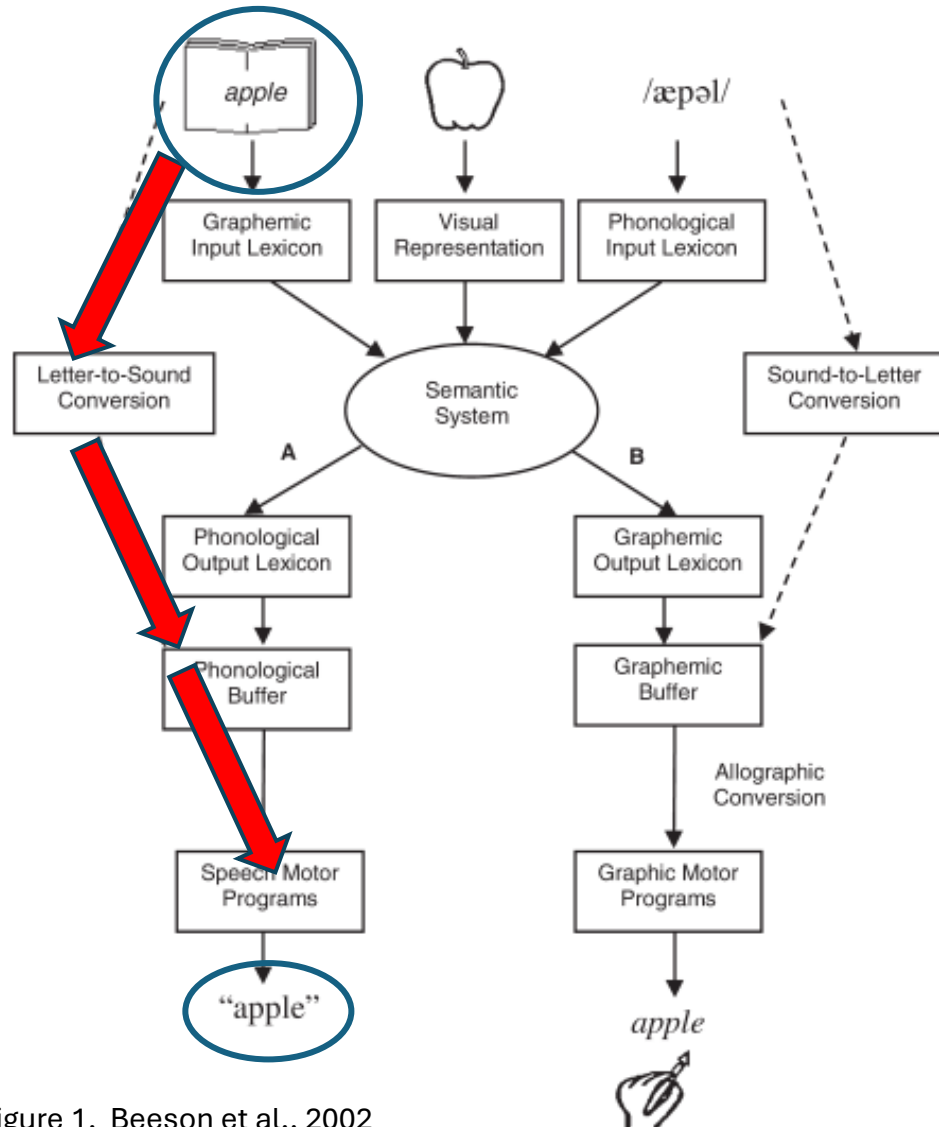 apple
/æpəl/
Graphemic
Input Lexicon
Visual
Representation
Phonological
Input Lexicon
Letter-to-Sound
Conversion
Semantic
System
Sound-to-Letter
Conversion
A
B
Phonological
Output Lexicon
Graphemic
Output Lexicon
Phonological
Buffer
Graphemic
Buffer
Allographic
Conversion
Speech Motor
Programs
Graphic Motor
Programs
“apple”
apple
igure 1. Beeson et al., 2002